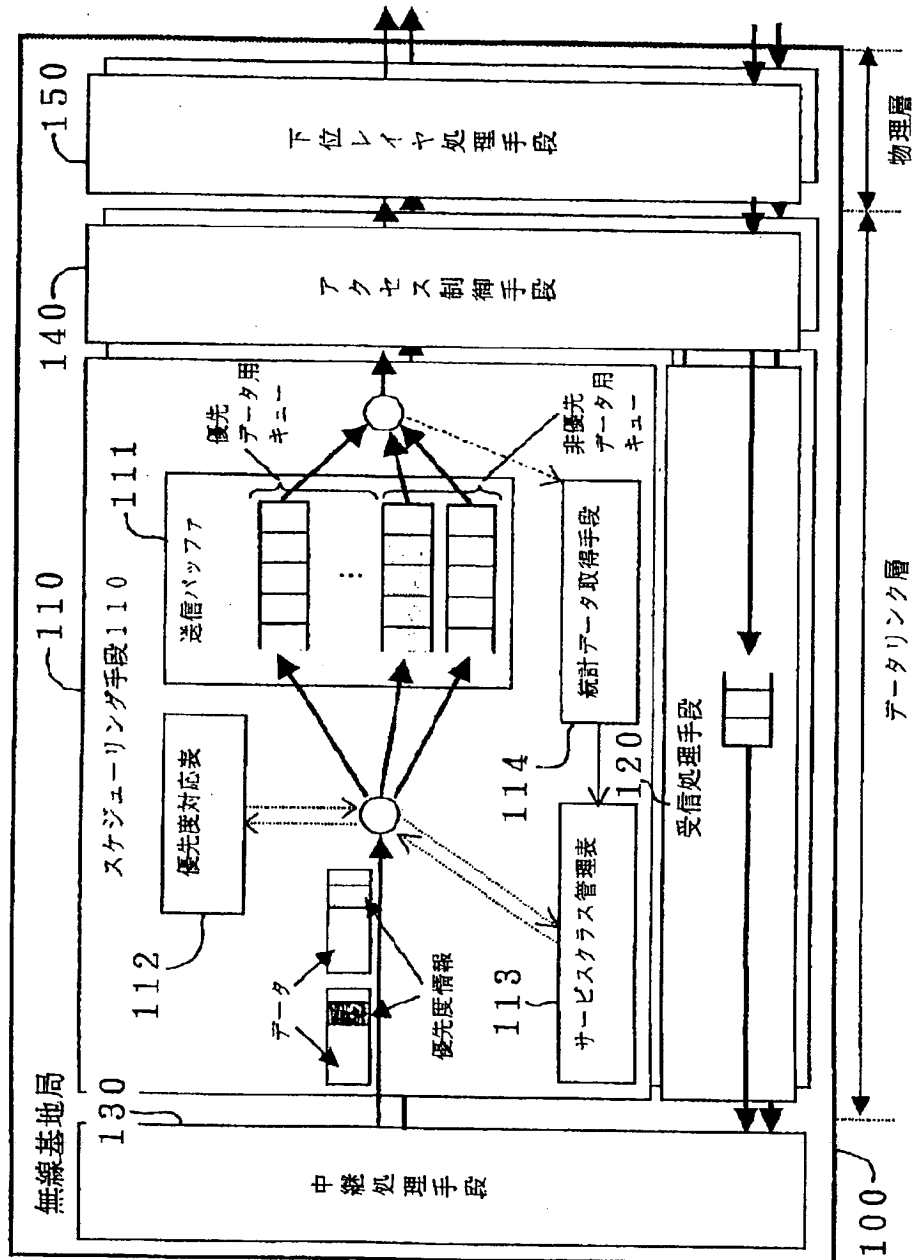 無線基地局
100
130
中継処理手段
110
スケジューリング手段110
112
優先度対応表
データ
優先度情報
113
サービスクラス管理表
111
送信バッファ
優先
データ用
キュー
非優先
データ用
キュー
114
統計データ取得手段
120
受信処理手段
140
アクセス制御手段
150
下位レイヤ処理手段
データリンク層
物理層